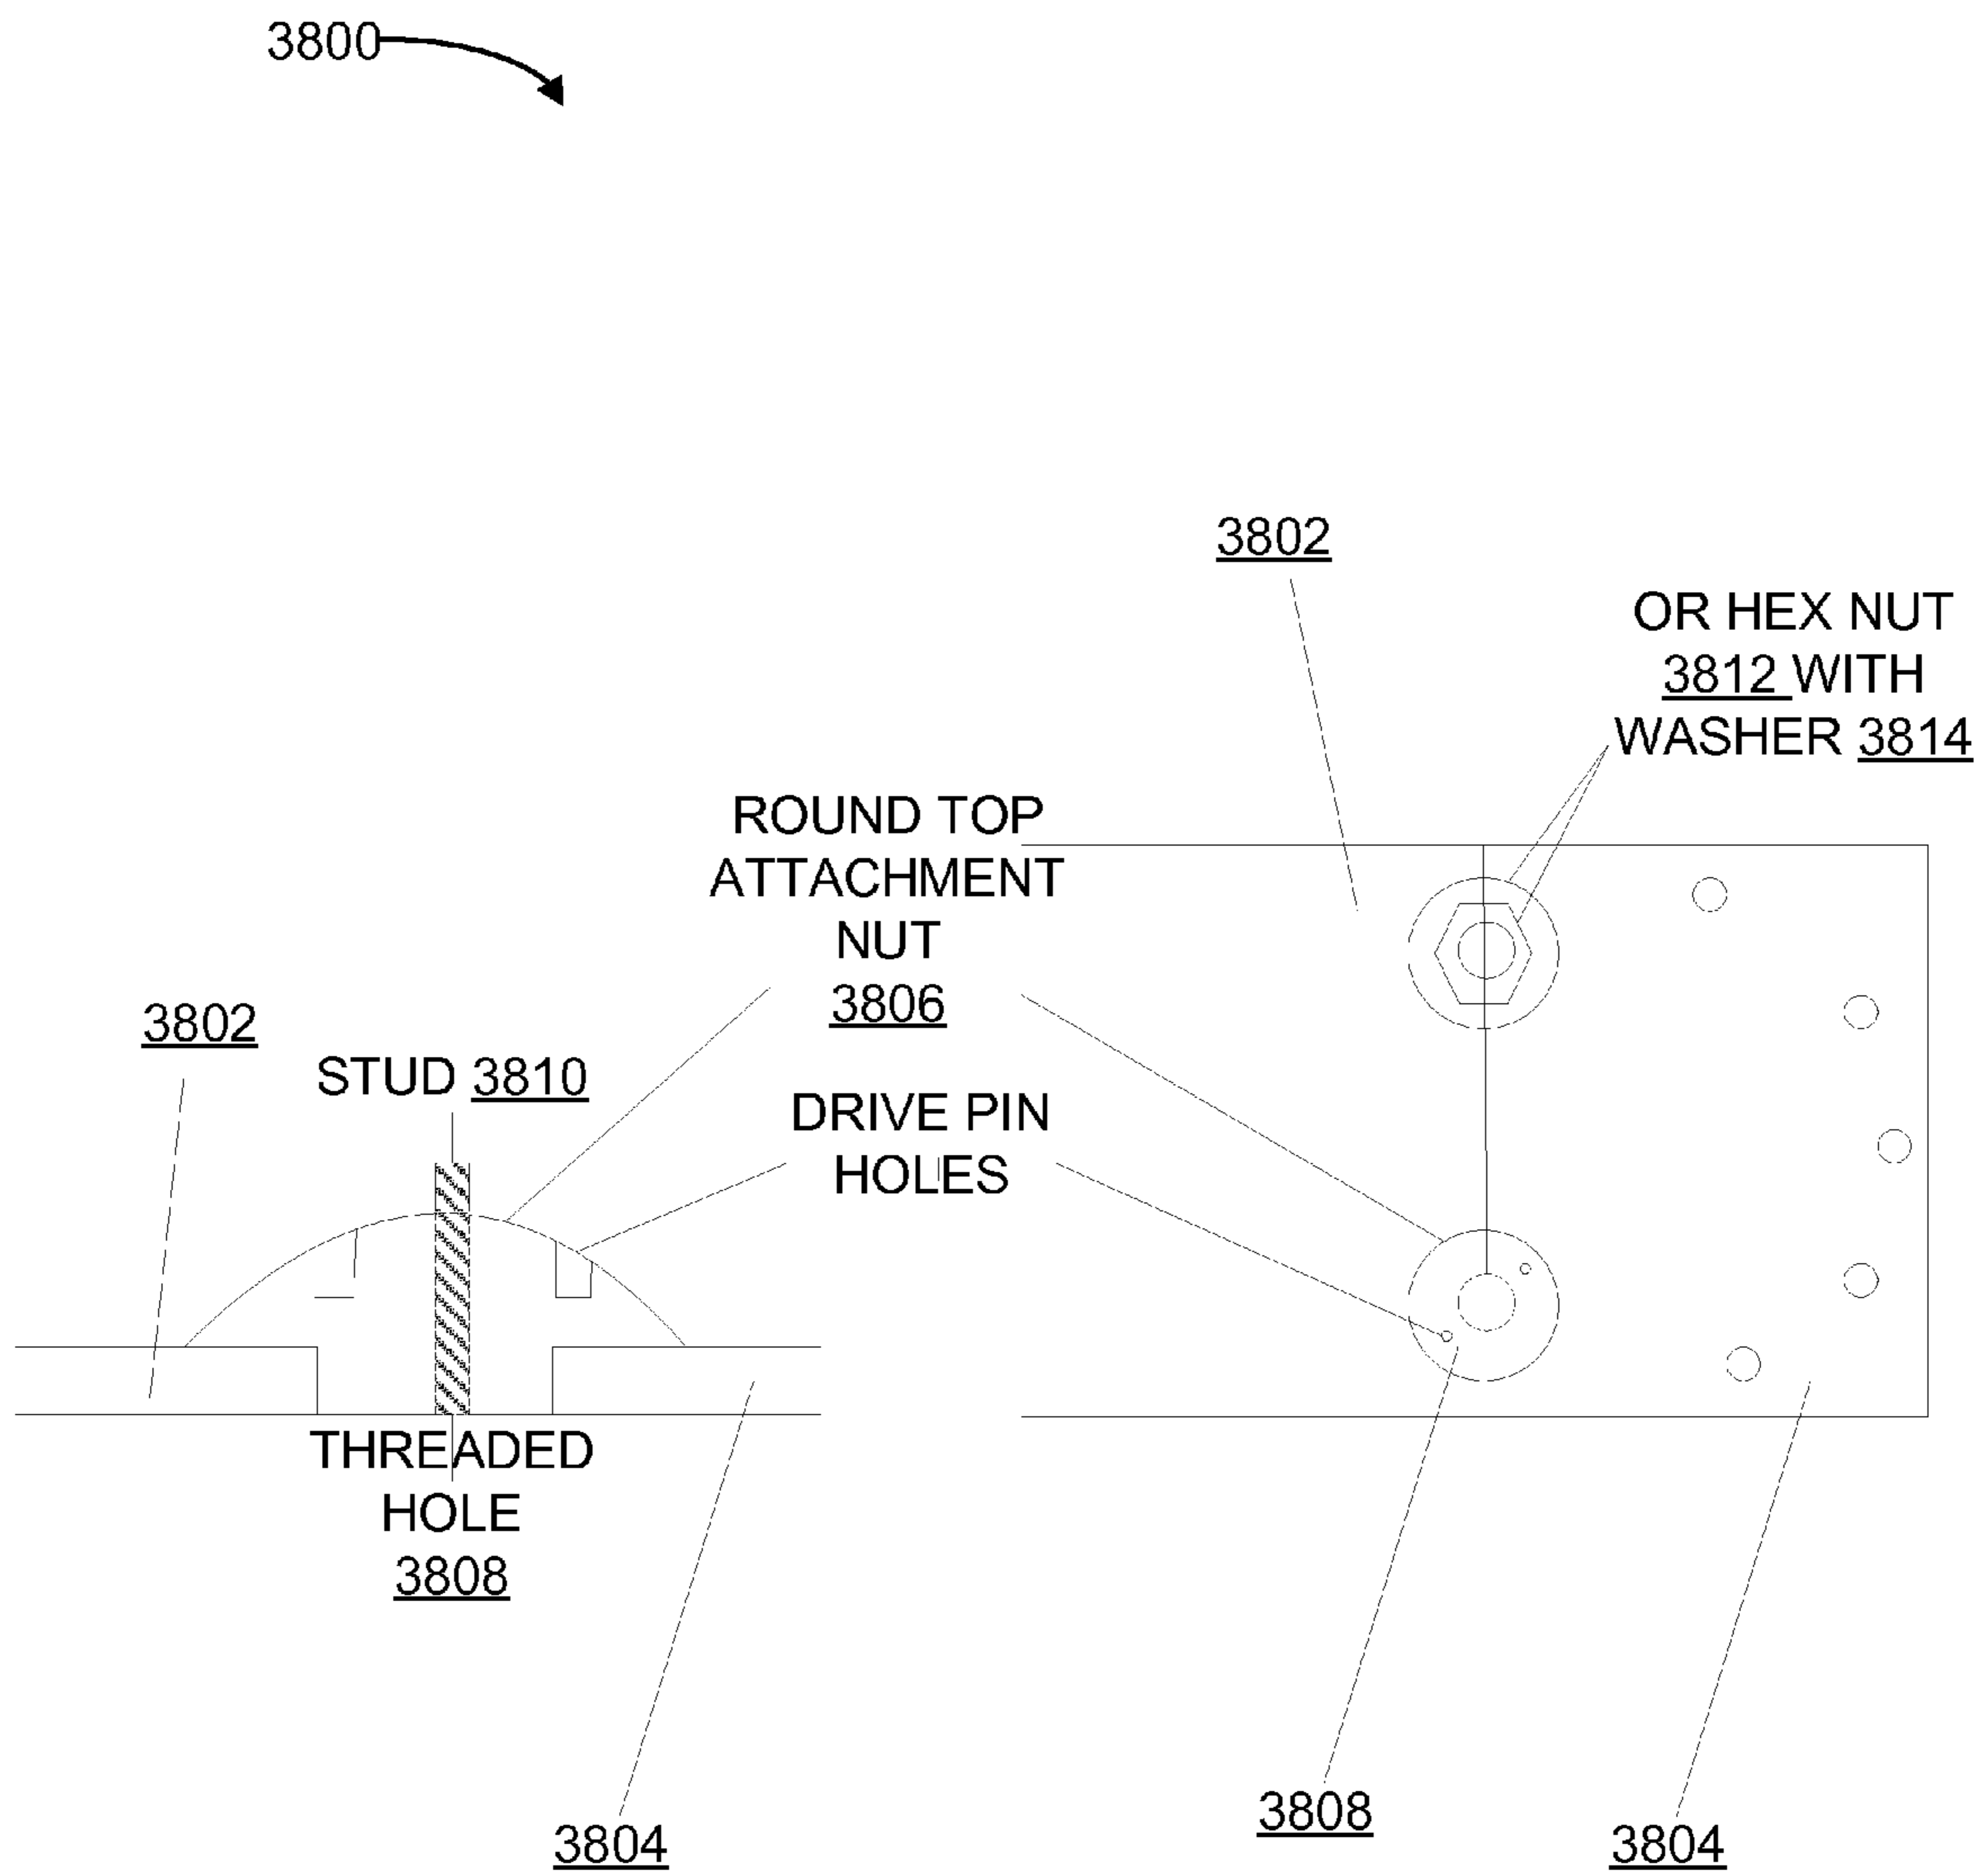 3800
3802
OR HEX NUT
3812 WITH
WASHER 3814
ROUND TOP
ATTACHMENT
NUT
3806
3802
STUD 3810
DRIVE PIN
HOLES
THREADED
HOLE
3808
3808
3804
3804